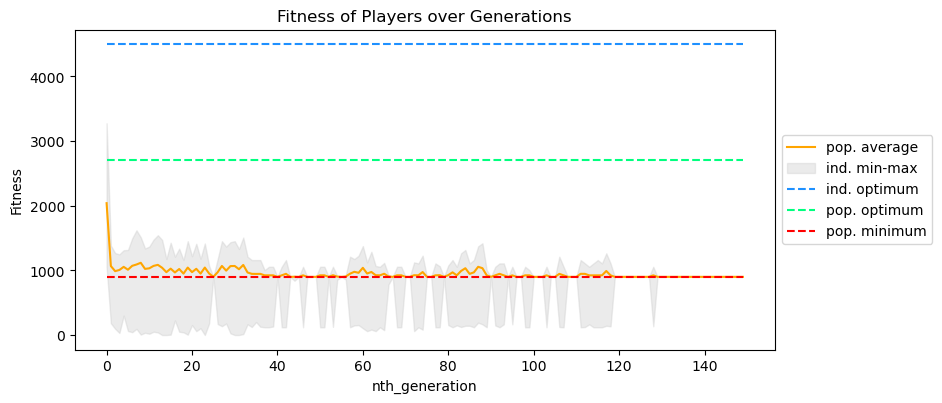 Fitness of Players over Generations
Fitness
4000
3000
2000
1000
0
0 20 40 60 80 100 120 140
nth_generation
pop. average
ind. min-max
ind. optimum
pop. optimum
pop. minimum